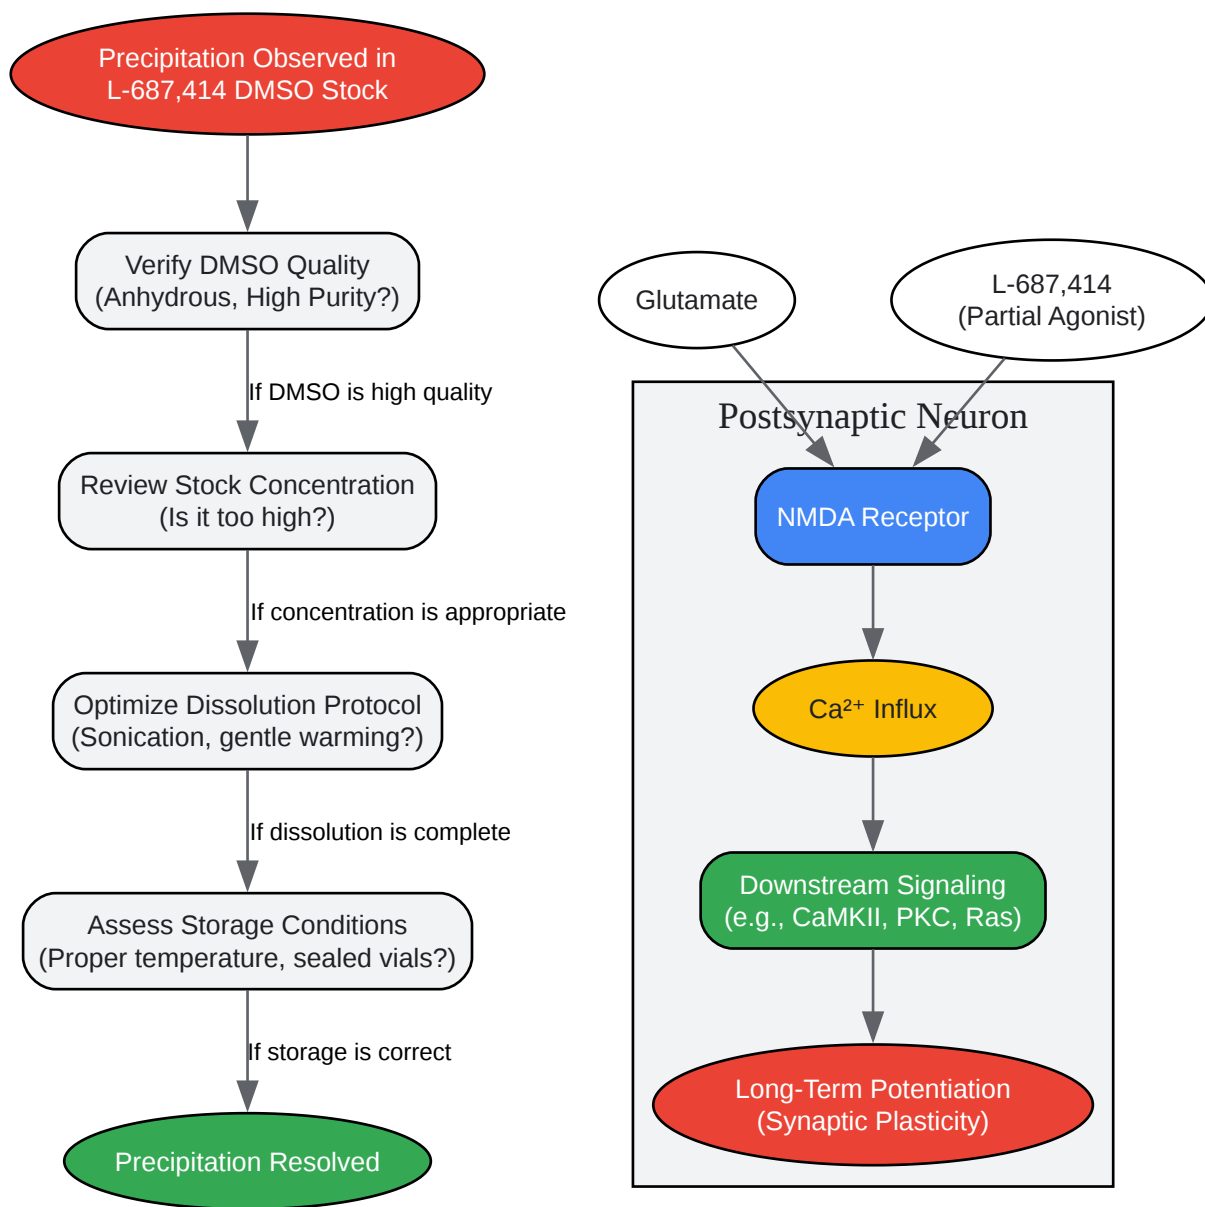 Precipitation Observed in
L-687,414 DMSO Stock
Verify DMSO Quality
(Anhydrous, High Purity?)
If DMSO is high quality
Review Stock Concentration
(Is it too high?)
If concentration is appropriate
Optimize Dissolution Protocol
(Sonication, gentle warming?)
If dissolution is complete
Assess Storage Conditions
(Proper temperature, sealed vials?)
If storage is correct
Precipitation Resolved
Glutamate
L-687,414
(Partial Agonist)
Postsynaptic Neuron
NMDA Receptor
Ca²⁺ Influx
Downstream Signaling
(e.g., CaMKII, PKC, Ras)
Long-Term Potentiation
(Synaptic Plasticity)